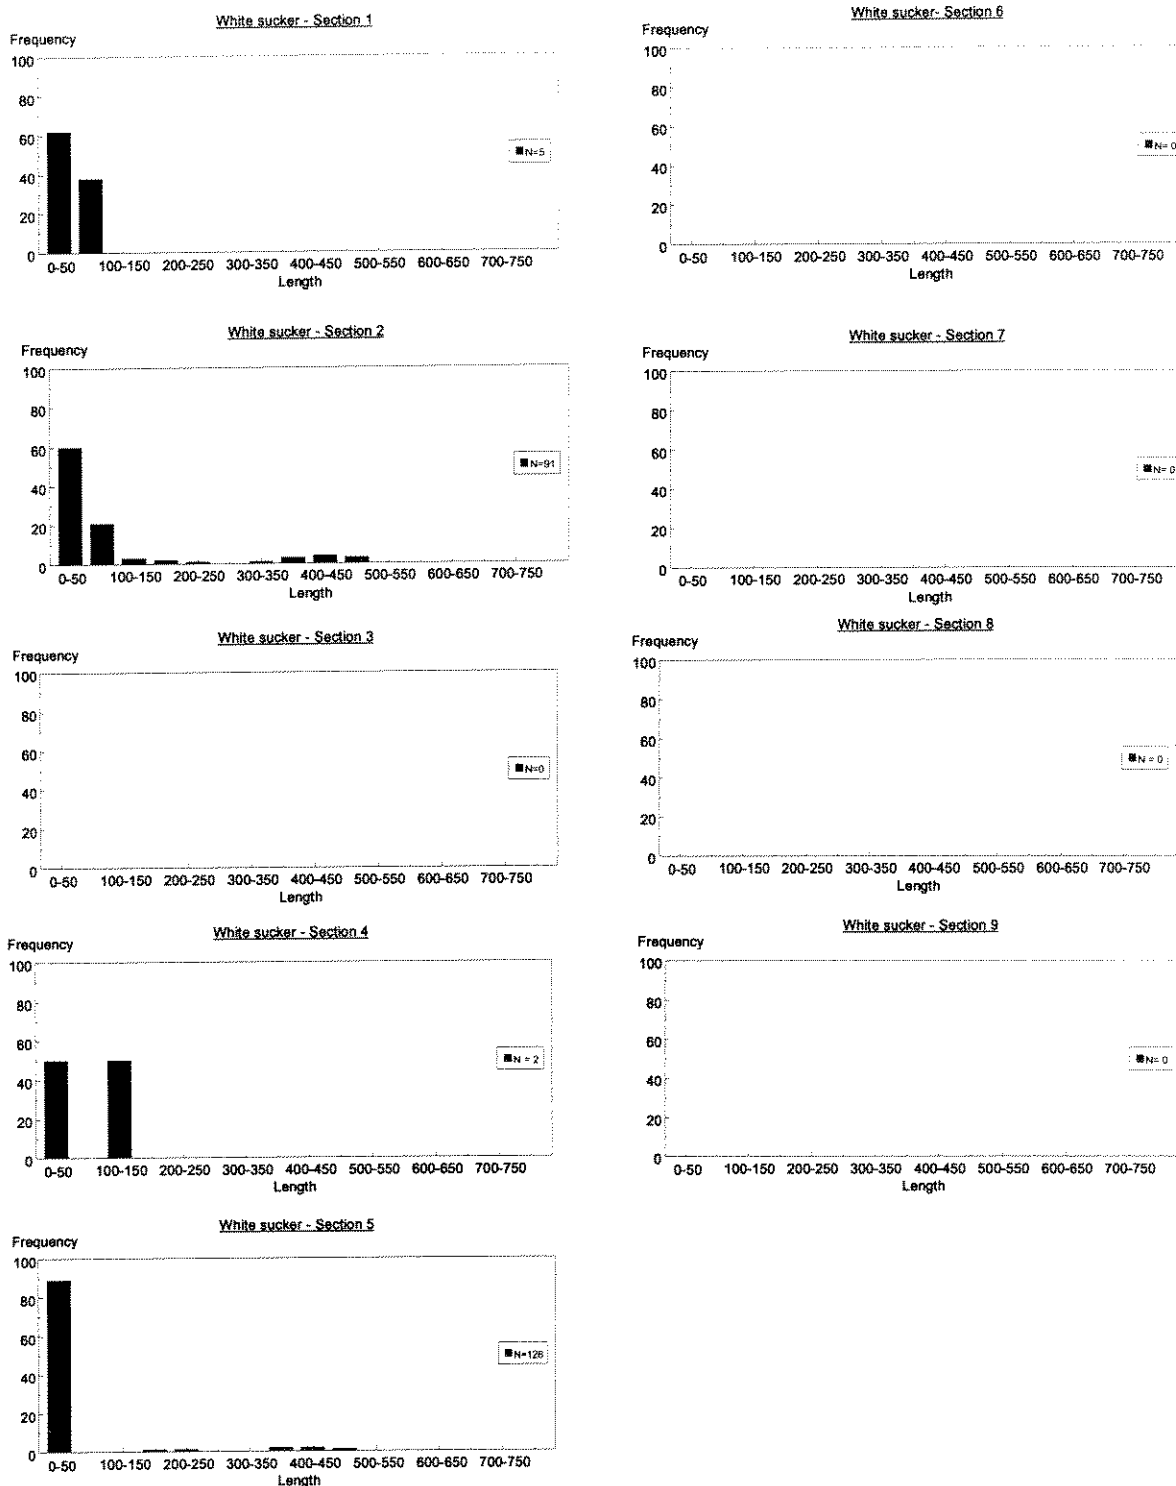 White sucker - Section 1
Frequency
100
80
60
40
20
0
N=5
0-50 100-150 200-250 300-350 400-450 500-550 600-650 700-750
Length
White sucker - Section 2
Frequency
100
80
60
40
20
0
N=91
0-50 100-150 200-250 300-350 400-450 500-550 600-650 700-750
Length
White sucker - Section 3
Frequency
100
80
60
40
20
0
N=0
0-50 100-150 200-250 300-350 400-450 500-550 600-650 700-750
Length
White sucker - Section 4
Frequency
100
80
60
40
20
0
N = 2
0-50 100-150 200-250 300-350 400-450 500-550 600-650 700-750
Length
White sucker - Section 5
Frequency
100
80
60
40
20
0
N=126
0-50 100-150 200-250 300-350 400-450 500-550 600-650 700-750
Length
White sucker- Section 6
Frequency
100
80
60
40
20
0
N= 0
0-50 100-150 200-250 300-350 400-450 500-550 600-650 700-750
Length
White sucker - Section 7
Frequency
100
80
60
40
20
0
N= 0
0-50 100-150 200-250 300-350 400-450 500-550 600-650 700-750
Length
White sucker - Section 8
Frequency
100
80
60
40
20
0
N = 0
0-50 100-150 200-250 300-350 400-450 500-550 600-650 700-750
Length
White sucker - Section 9
Frequency
100
80
60
40
20
0
N= 0
0-50 100-150 200-250 300-350 400-450 500-550 600-650 700-750
Length